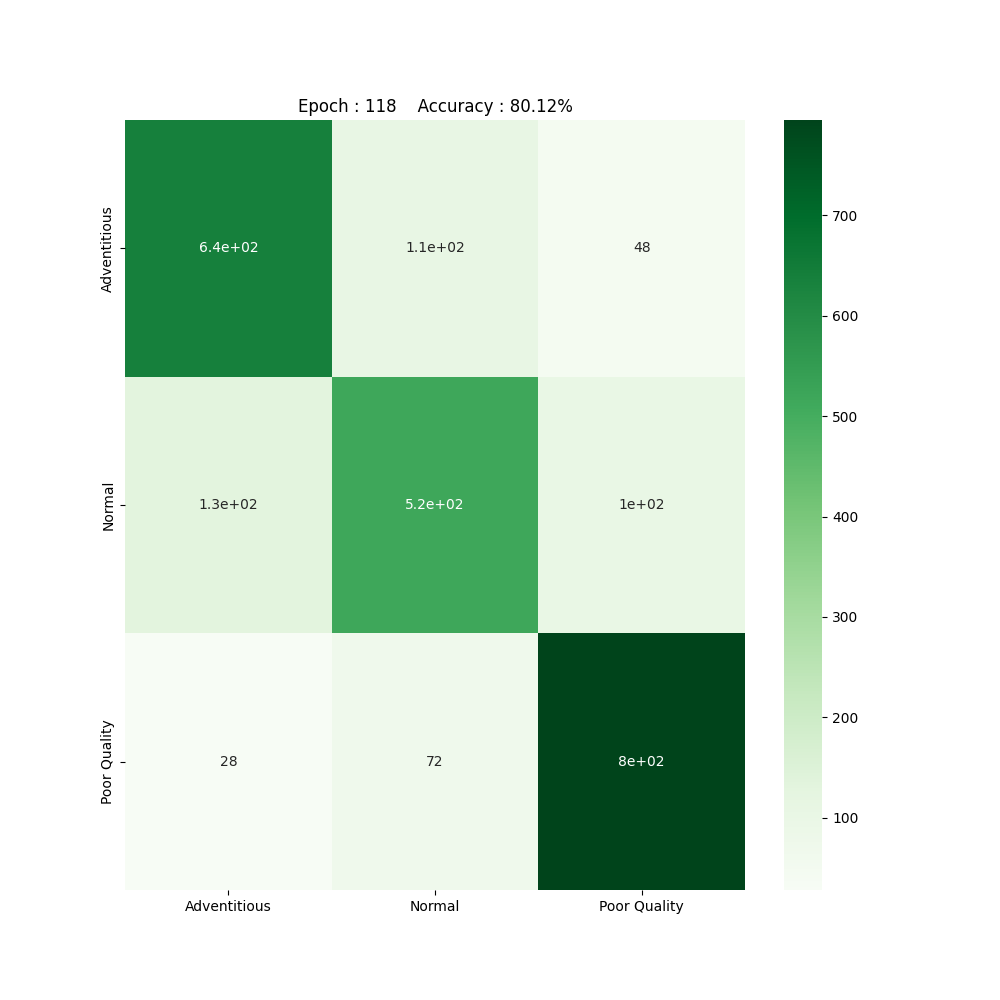 Epoch : 118    Accuracy : 80.12%
Adventitious
6.4e+02 1.1e+02 48
Normal
1.3e+02 5.2e+02 1e+02
Poor Quality
28 72 8e+02
Adventitious Normal Poor Quality
700
600
500
400
300
200
100